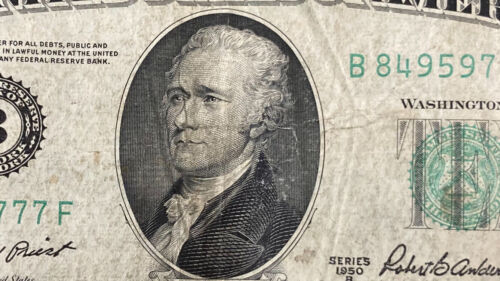 ER FOR ALL DEBTS, PUBLIC AND
IN LAWFUL MONEY AT THE UNITED
ANY FEDERAL RESERVE BANK.
B 8495977
WASHINGTON
777 F
SERIES
1950
B
Priest
Robert B. Ander